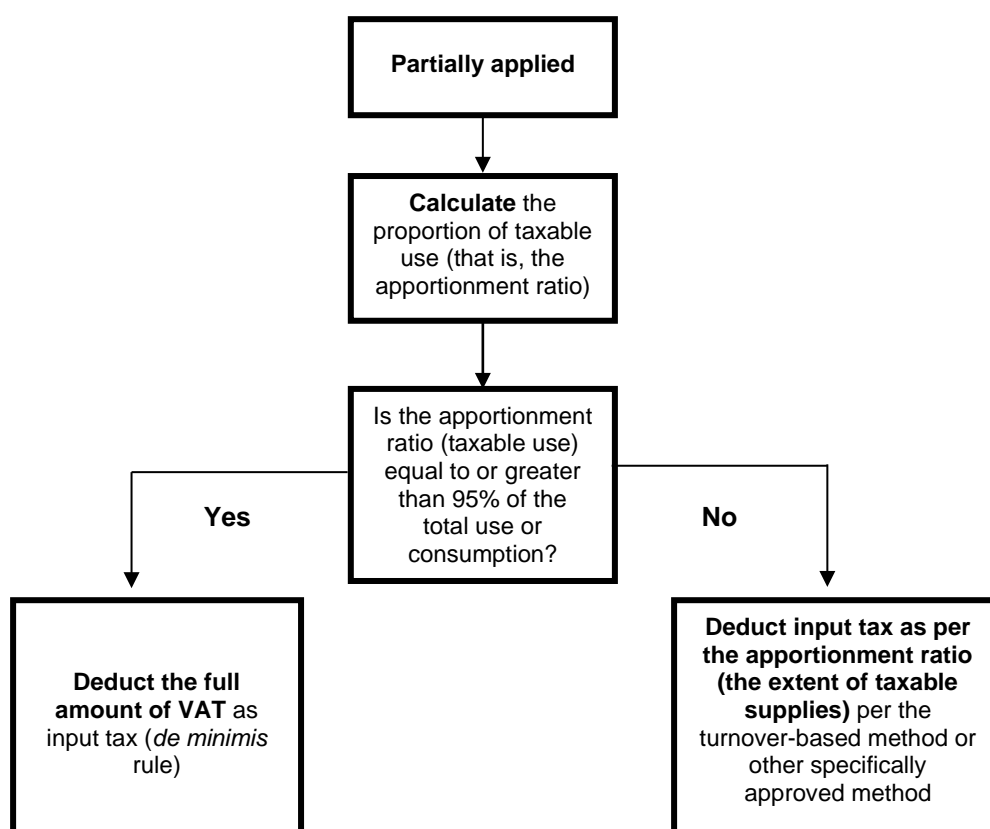 Partially applied
Calculate the
proportion of taxable
use (that is, the
apportionment ratio)
Is the apportionment
ratio (taxable use)
equal to or greater
than 95% of the
total use or
consumption?
Yes
No
Deduct the full
amount of VAT as
input tax (de minimis
rule)
Deduct input tax as per
the apportionment ratio
(the extent of taxable
supplies) per the
turnover-based method or
other specifically
approved method